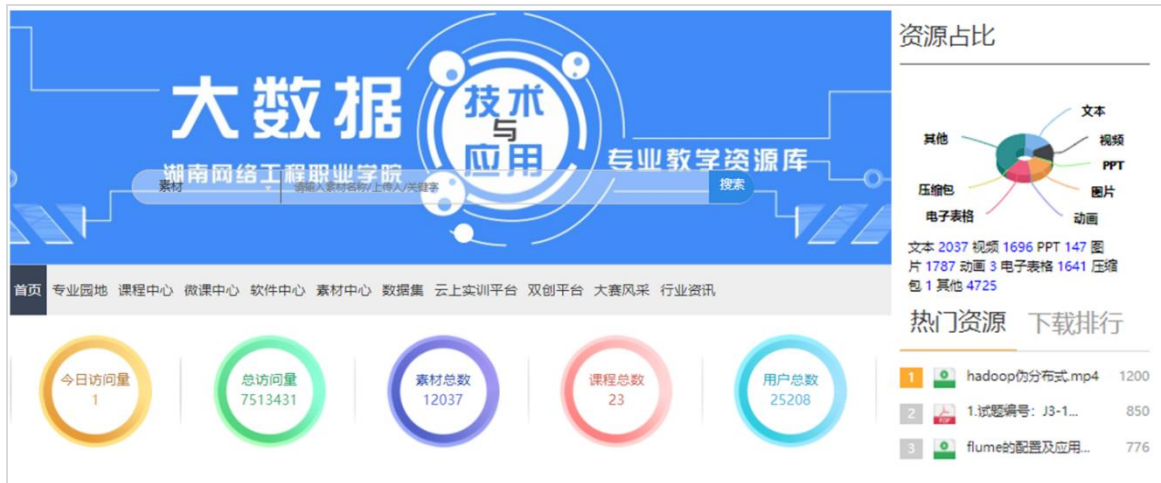 大数据
技术
与
应用
湖南网络工程职业学院
专业教学资源库
素材
请输入素材名称/上传人/关键字
搜索
首页 专业园地 课程中心 微课中心 软件中心 素材中心 数据集 云上实训平台 双创平台 大赛风采 行业资讯
今日访问量
1
总访问量
7513431
素材总数
12037
课程总数
23
用户总数
25208
资源占比
文本
其他
视频
PPT
压缩包
图片
电子表格
动画
文本 2037 视频 1696 PPT 147 图
片 1787 动画 3 电子表格 1641 压缩
包 1 其他 4725
热门资源 下载排行
1 hadoop伪分布式.mp4 1200
2 PDF 1.试题编号：J3-1... 850
3 flume的配置及应用... 776